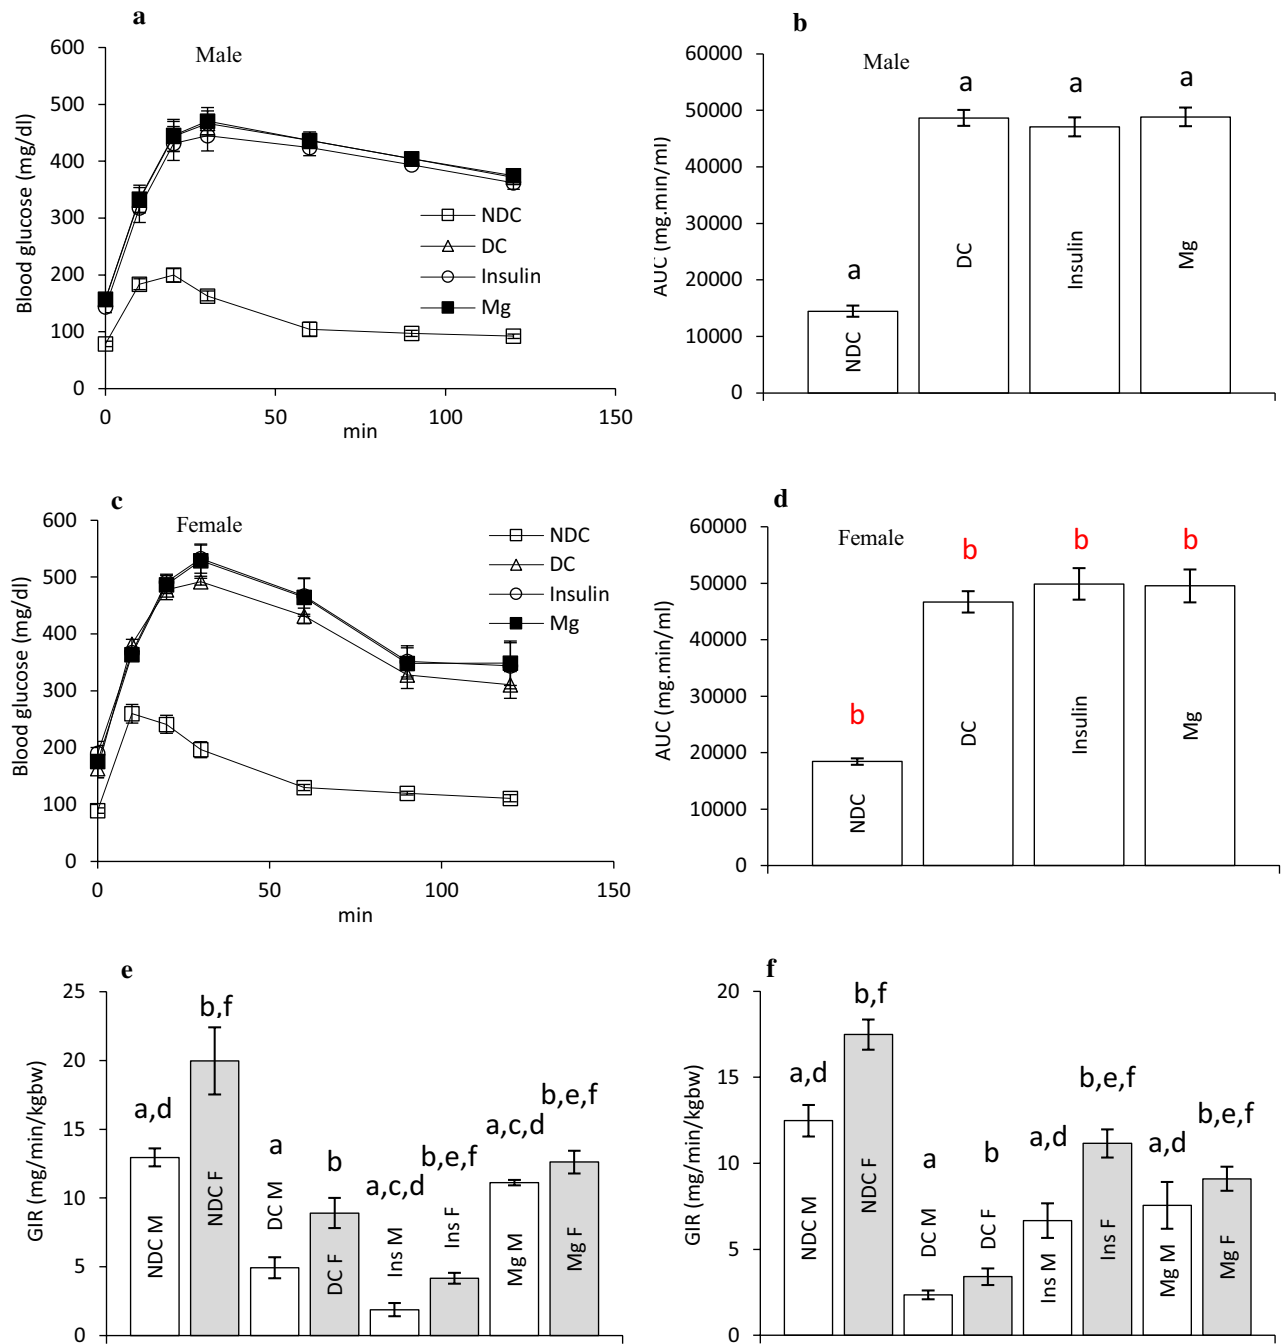 a
Male
Blood glucose (mg/dl)
600
500
400
300
200
100
0
0
50
100
150
min
NDC
DC
Insulin
Mg
b
Male
AUC (mg.min/ml)
60000
50000
40000
30000
20000
10000
0
a
a
a
a
NDC
DC
Insulin
Mg
c
Female
Blood glucose (mg/dl)
600
500
400
300
200
100
0
0
50
100
150
min
NDC
DC
Insulin
Mg
d
Female
AUC (mg.min/ml)
60000
50000
40000
30000
20000
10000
0
b
b
b
b
NDC
DC
Insulin
Mg
e
GIR (mg/min/kgbw)
25
20
15
10
5
0
a,d
b,f
a
b
a,c,d
b,e,f
a,c,d
b,e,f
NDC M
NDC F
DC M
DC F
Ins M
Ins F
Mg M
Mg F
f
GIR (mg/min/kgbw)
20
15
10
5
0
a,d
b,f
a
b
a,d
b,e,f
a,d
b,e,f
NDC M
NDC F
DC M
DC F
Ins M
Ins F
Mg M
Mg F